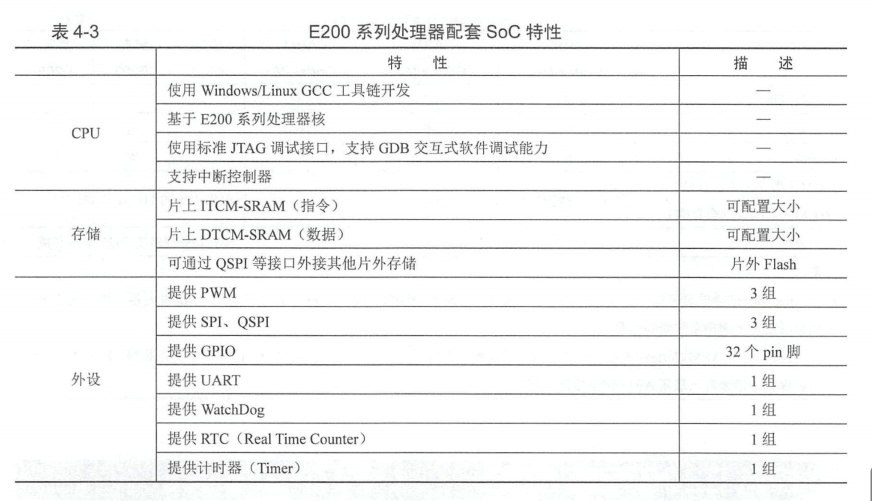 表 4-3 E200 系列处理器配套 SoC 特性
特 性 描 述
CPU
使用 Windows/Linux GCC 工具链开发 —
基于 E200 系列处理器核 —
使用标准 JTAG 调试接口，支持 GDB 交互式软件调试能力 —
支持中断控制器 —
存储
片上 ITCM-SRAM（指令） 可配置大小
片上 DTCM-SRAM（数据） 可配置大小
可通过 QSPI 等接口外接其他片外存储 片外 Flash
外设
提供 PWM 3 组
提供 SPI、QSPI 3 组
提供 GPIO 32 个 pin 脚
提供 UART 1 组
提供 WatchDog 1 组
提供 RTC（Real Time Counter） 1 组
提供计时器（Timer） 1 组